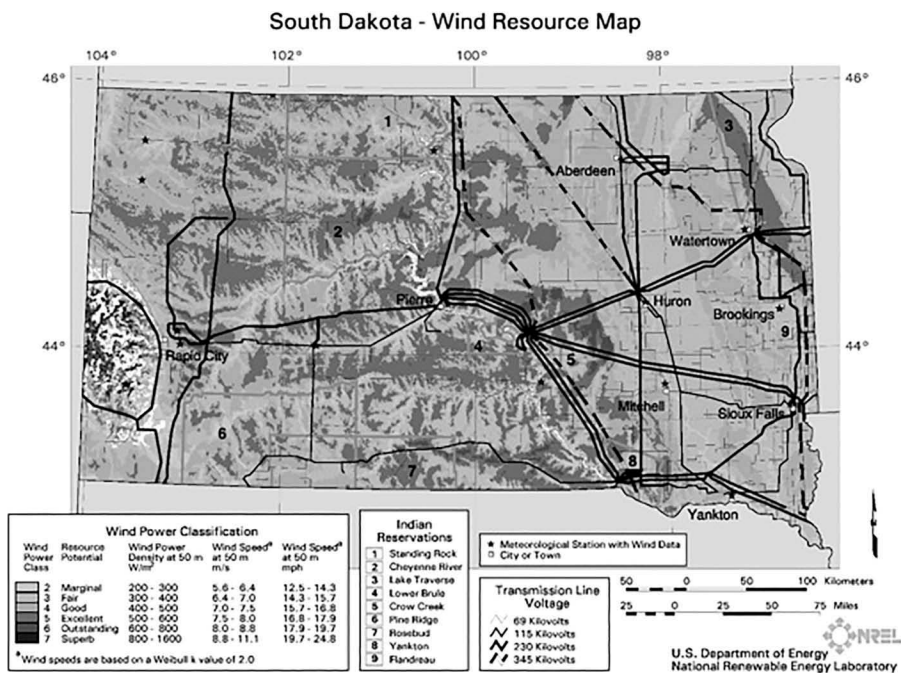 South Dakota - Wind Resource Map
104° 102° 100° 98°
46° 46°
1
3
Aberdeen
2
Watertown
Pierre
Huron
Brookings
44° 44°
Rapid City
4
5
9
Mitchell
Sioux Falls
6
7
8
Yankton
Wind Power Classification
Wind Power Class Resource Potential Wind Power Density at 50 m W/m² Wind Speedᵃ at 50 m m/s Wind Speedᵃ at 50 m mph
2 Marginal 200 - 300 5.6 - 6.4 12.5 - 14.3
3 Fair 300 - 400 6.4 - 7.0 14.3 - 15.7
4 Good 400 - 500 7.0 - 7.5 15.7 - 16.8
5 Excellent 500 - 600 7.5 - 8.0 16.8 - 17.9
6 Outstanding 600 - 800 8.0 - 8.8 17.9 - 19.7
7 Superb 800 - 1600 8.8 - 11.1 19.7 - 24.8
ᵃ Wind speeds are based on a Weibull k value of 2.0
Indian
Reservations
1 Standing Rock
2 Cheyenne River
3 Lake Traverse
4 Lower Brule
5 Crow Creek
6 Pine Ridge
7 Rosebud
8 Yankton
9 Flandreau
★ Meteorological Station with Wind Data
City or Town
Transmission Line
Voltage
69 Kilovolts
115 Kilovolts
230 Kilovolts
345 Kilovolts
50 0 50 100 Kilometers
25 0 25 50 75 Miles
NREL
U.S. Department of Energy
National Renewable Energy Laboratory